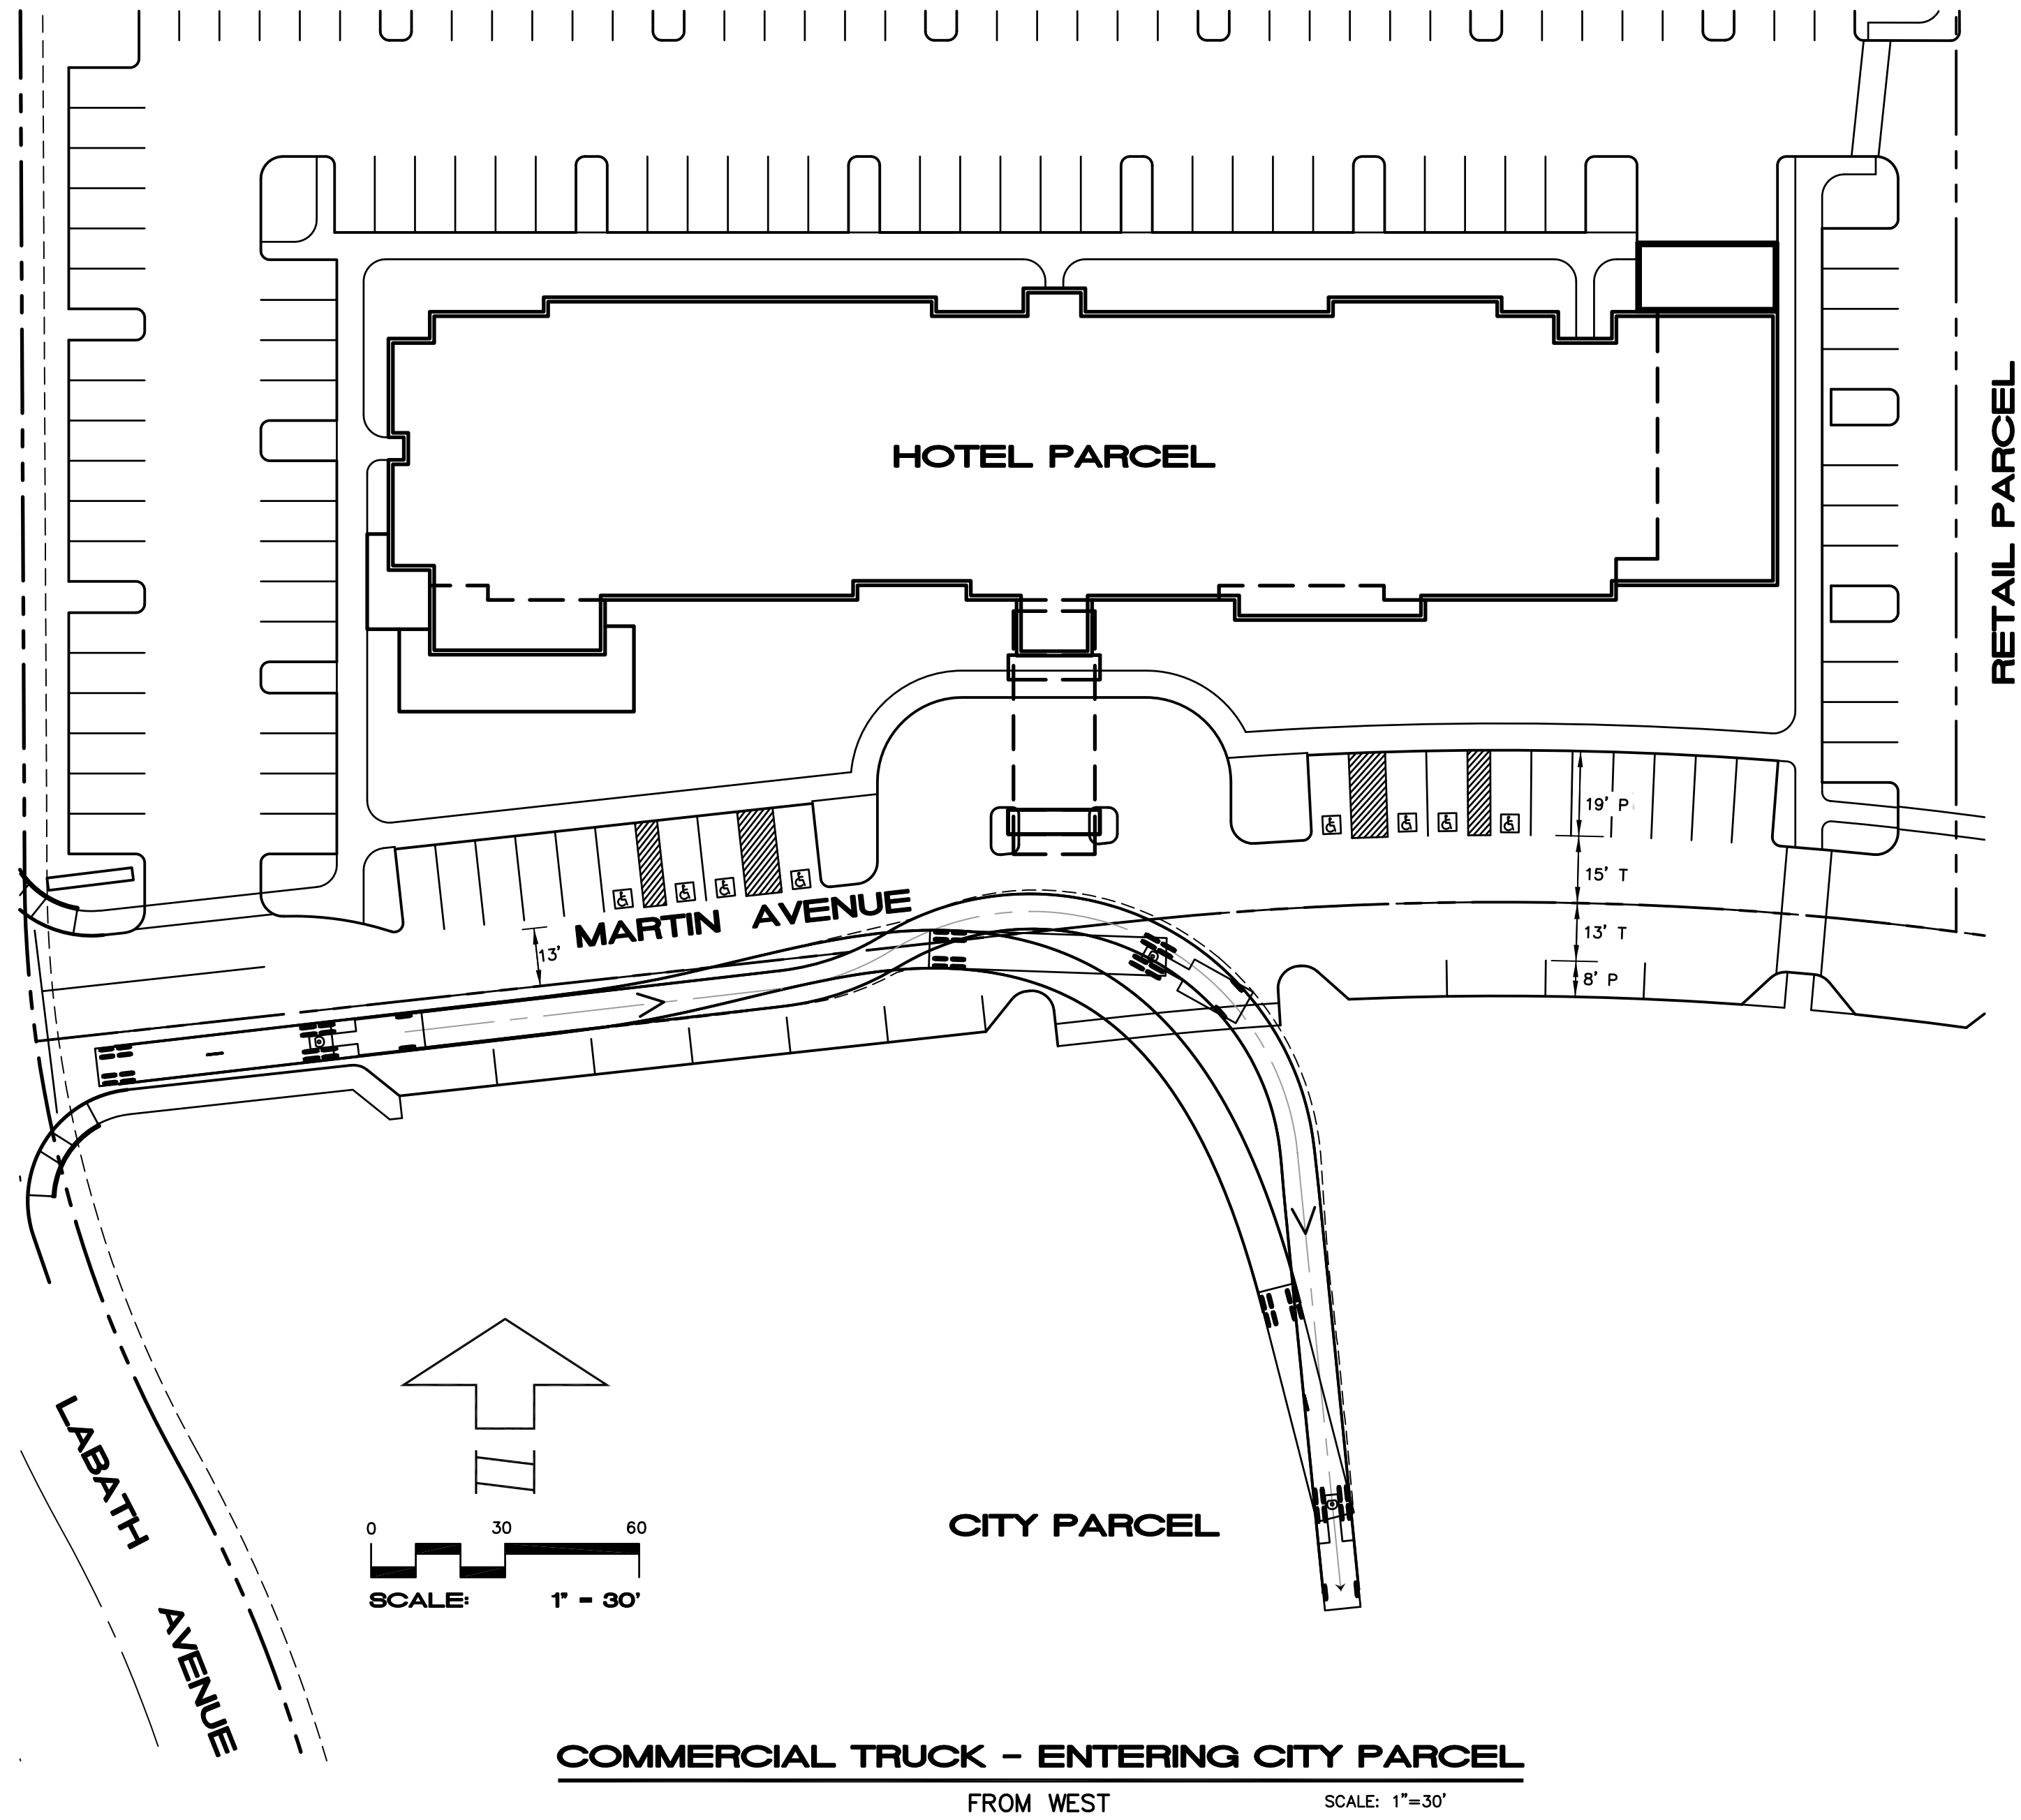 HOTEL PARCEL
RETAIL PARCEL
19' P
15' T
MARTIN AVENUE
13'
13' T
8' P
LABATH AVENUE
0 30 60
SCALE: 1" = 30'
CITY PARCEL
COMMERCIAL TRUCK - ENTERING CITY PARCEL
FROM WEST
SCALE: 1"=30'